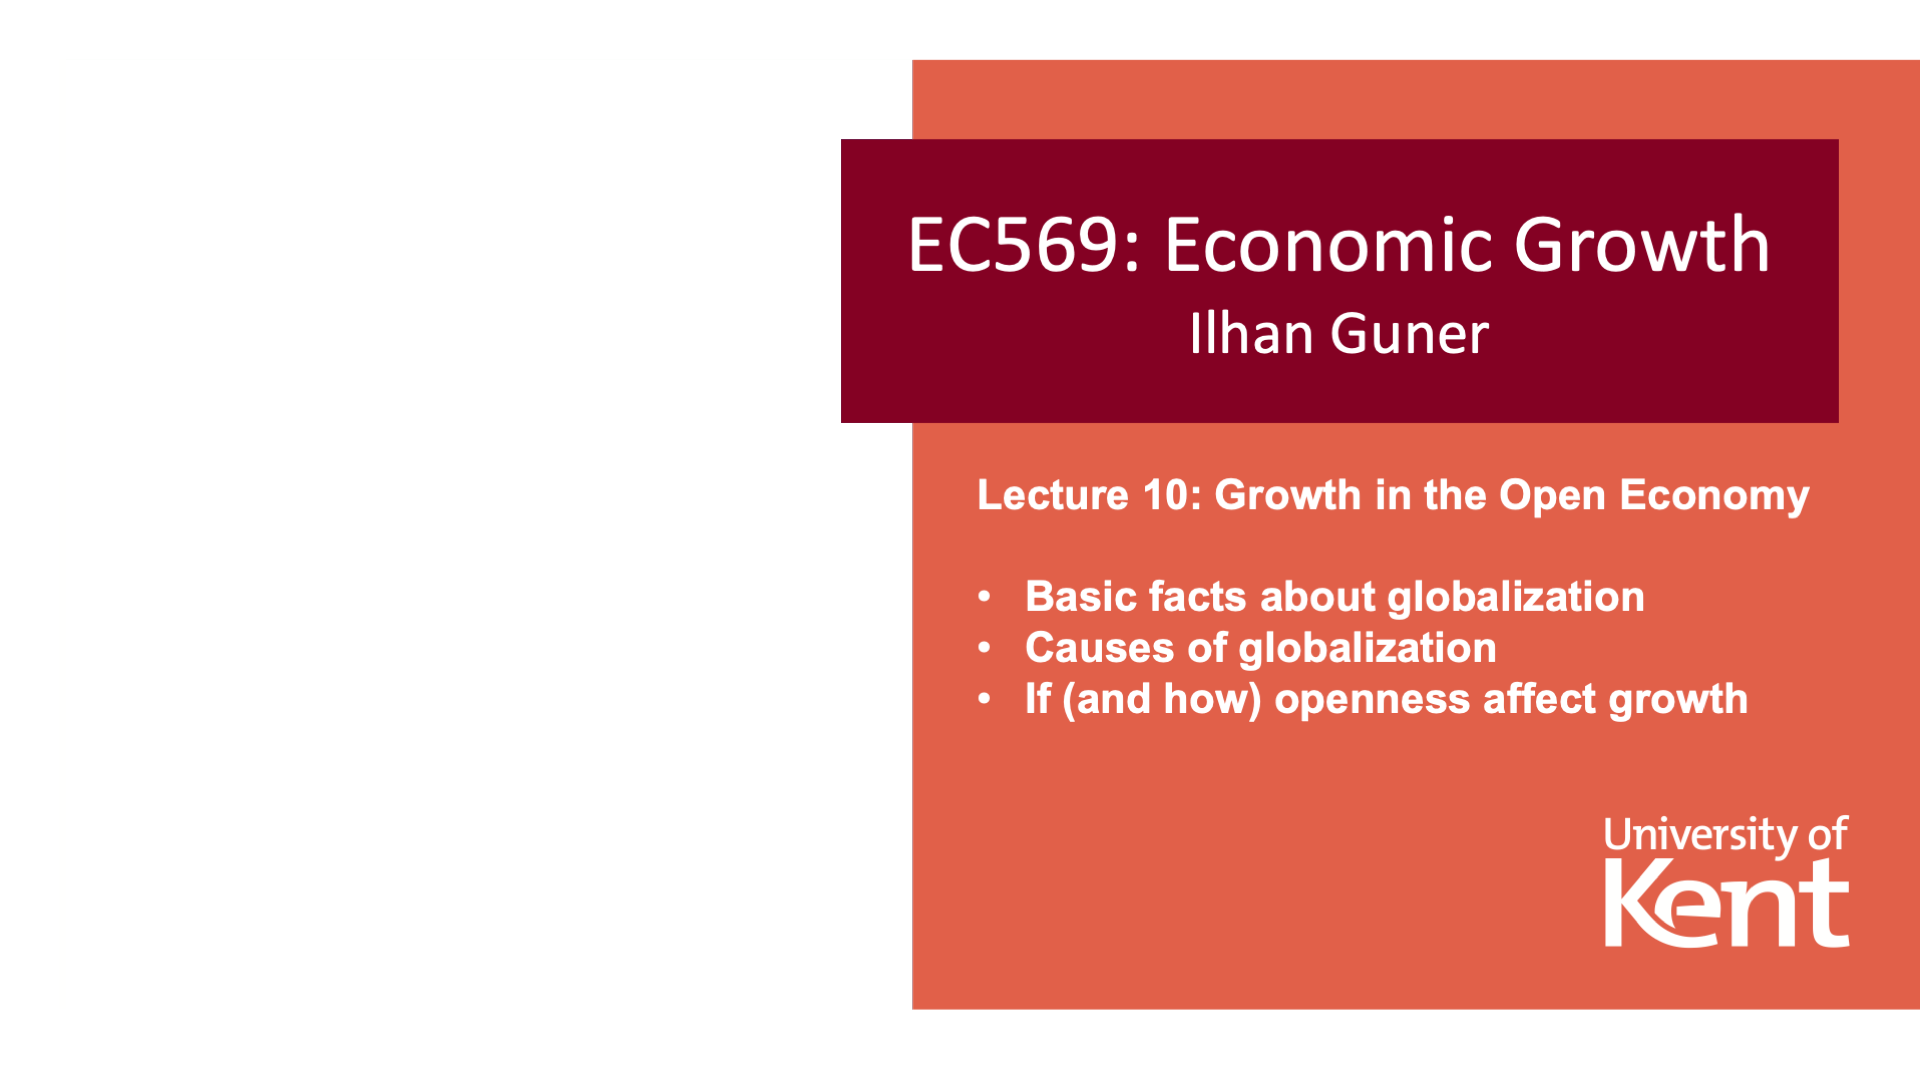 EC569: Economic Growth
Ilhan Guner
Lecture 10: Growth in the Open Economy
• Basic facts about globalization
• Causes of globalization
• If (and how) openness affect growth
University of
Kent